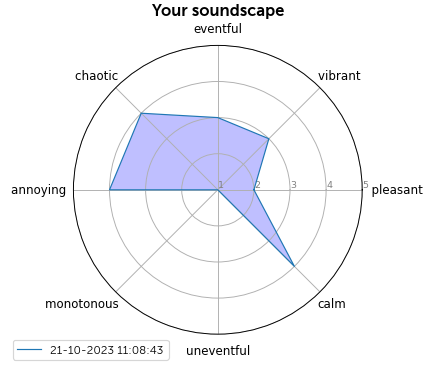 Your soundscape
eventful
chaotic
vibrant
annoying
1 2 3 4 5
pleasant
monotonous
calm
uneventful
21-10-2023 11:08:43